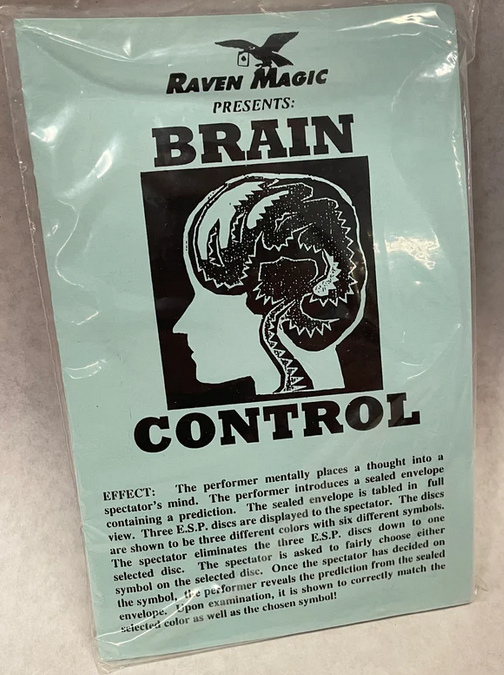 RAVEN MAGIC
PRESENTS:
BRAIN
CONTROL
EFFECT: The performer mentally places a thought into a
spectator's mind. The performer introduces a sealed envelope
containing a prediction. The sealed envelope is tabled in full
view. Three E.S.P. discs are displayed to the spectator. The discs
are shown to be three different colors with six different symbols.
The spectator eliminates the three E.S.P. discs down to one
selected disc. The spectator is asked to fairly choose either
symbol on the selected disc. Once the spectator has decided on
the symbol, the performer reveals the prediction from the sealed
envelope. Upon examination, it is shown to correctly match the
selected color as well as the chosen symbol!